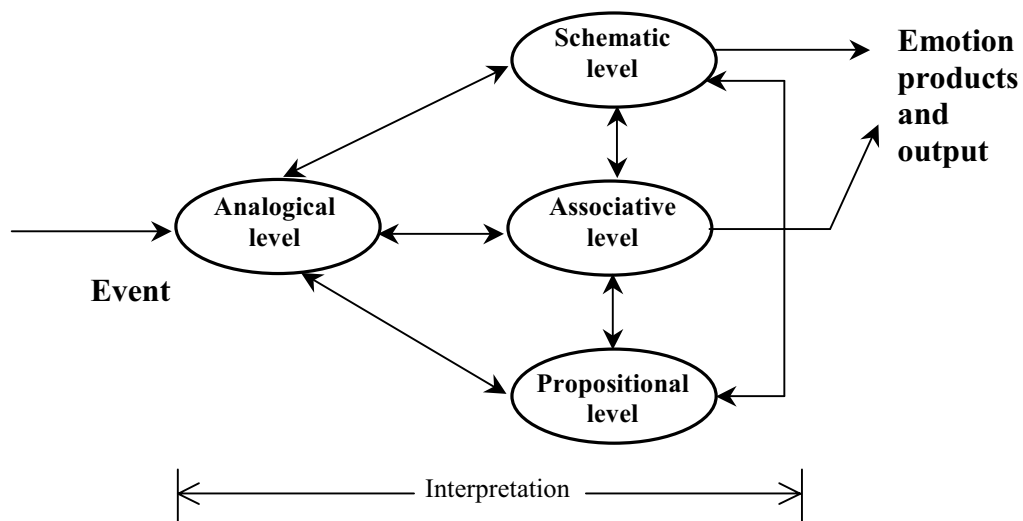 Schematic
level
Emotion
products
and
output
Analogical
level
Associative
level
Event
Propositional
level
Interpretation